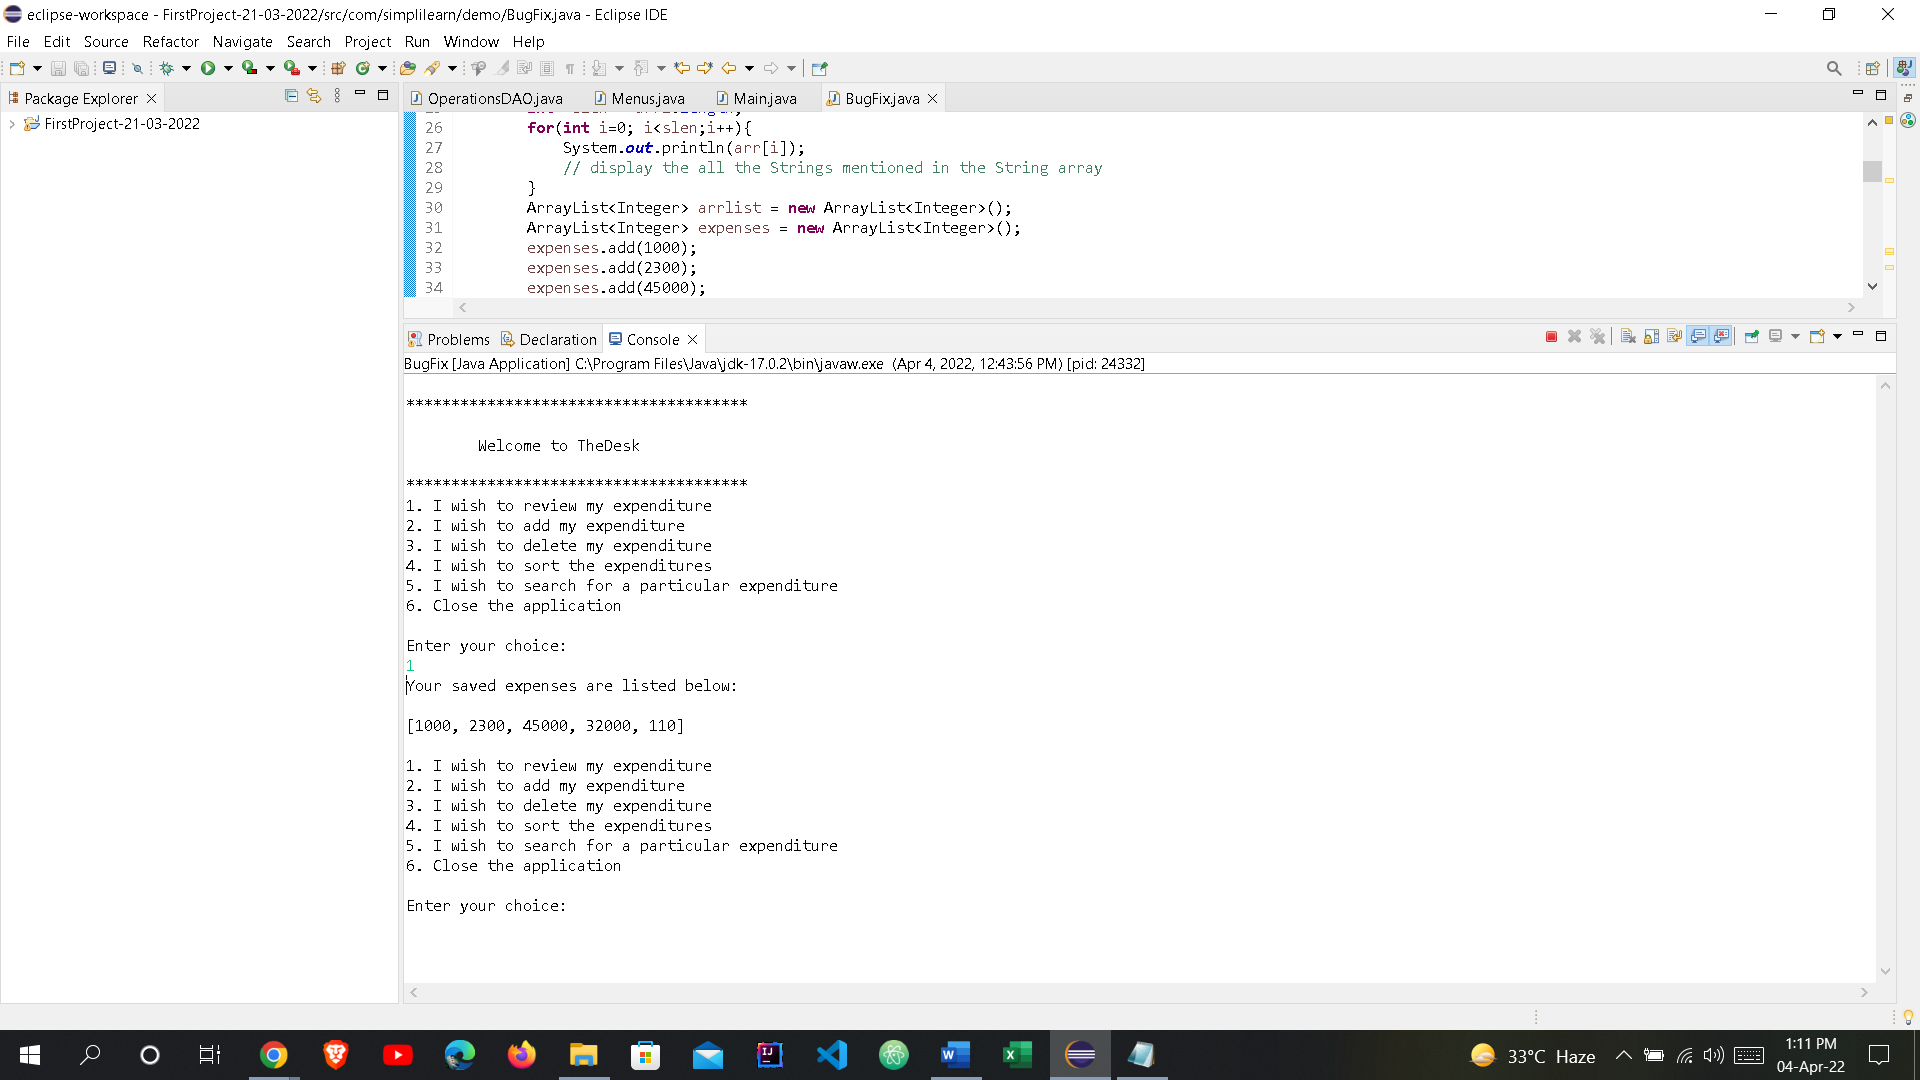 eclipse-workspace - FirstProject-21-03-2022/src/com/simplilearn/demo/BugFix.java - Eclipse IDE
File Edit Source Refactor Navigate Search Project Run Window Help
Package Explorer
FirstProject-21-03-2022
OperationsDAO.java Menus.java Main.java BugFix.java
26 for(int i=0; i<slen;i++){
27 System.out.println(arr[i]);
28 // display the all the Strings mentioned in the String array
29 }
30 ArrayList<Integer> arrlist = new ArrayList<Integer>();
31 ArrayList<Integer> expenses = new ArrayList<Integer>();
32 expenses.add(1000);
33 expenses.add(2300);
34 expenses.add(45000);
Problems Declaration Console
BugFix [Java Application] C:\Program Files\Java\jdk-17.0.2\bin\javaw.exe (Apr 4, 2022, 12:43:56 PM) [pid: 24332]
**************************************
Welcome to TheDesk
**************************************
1. I wish to review my expenditure
2. I wish to add my expenditure
3. I wish to delete my expenditure
4. I wish to sort the expenditures
5. I wish to search for a particular expenditure
6. Close the application
Enter your choice:
1
Your saved expenses are listed below:
[1000, 2300, 45000, 32000, 110]
1. I wish to review my expenditure
2. I wish to add my expenditure
3. I wish to delete my expenditure
4. I wish to sort the expenditures
5. I wish to search for a particular expenditure
6. Close the application
Enter your choice:
33°C Haze
1:11 PM
04-Apr-22